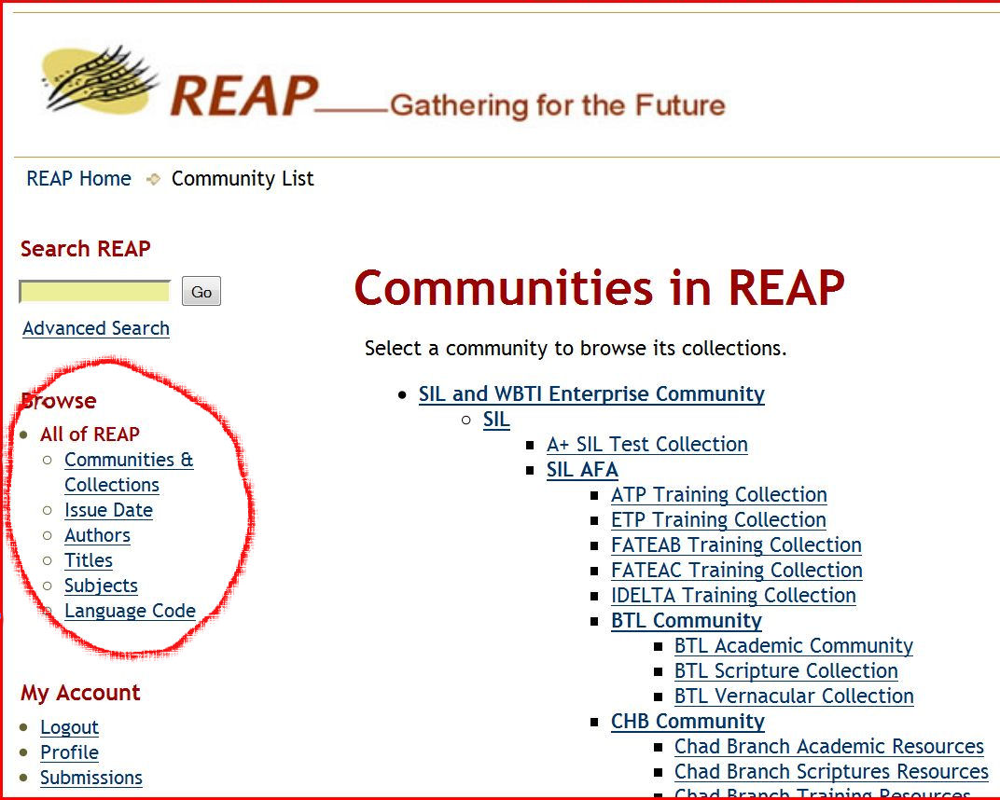 REAP Gathering for the Future
REAP Home Community List
Search REAP
Go
Advanced Search
Browse
All of REAP
Communities &
Collections
Issue Date
Authors
Titles
Subjects
Language Code
My Account
Logout
Profile
Submissions
Communities in REAP
Select a community to browse its collections.
SIL and WBTI Enterprise Community
SIL
A+ SIL Test Collection
SIL AFA
ATP Training Collection
ETP Training Collection
FATEAB Training Collection
FATEAC Training Collection
IDELTA Training Collection
BTL Community
BTL Academic Community
BTL Scripture Collection
BTL Vernacular Collection
CHB Community
Chad Branch Academic Resources
Chad Branch Scriptures Resources
Chad Branch Training Resources